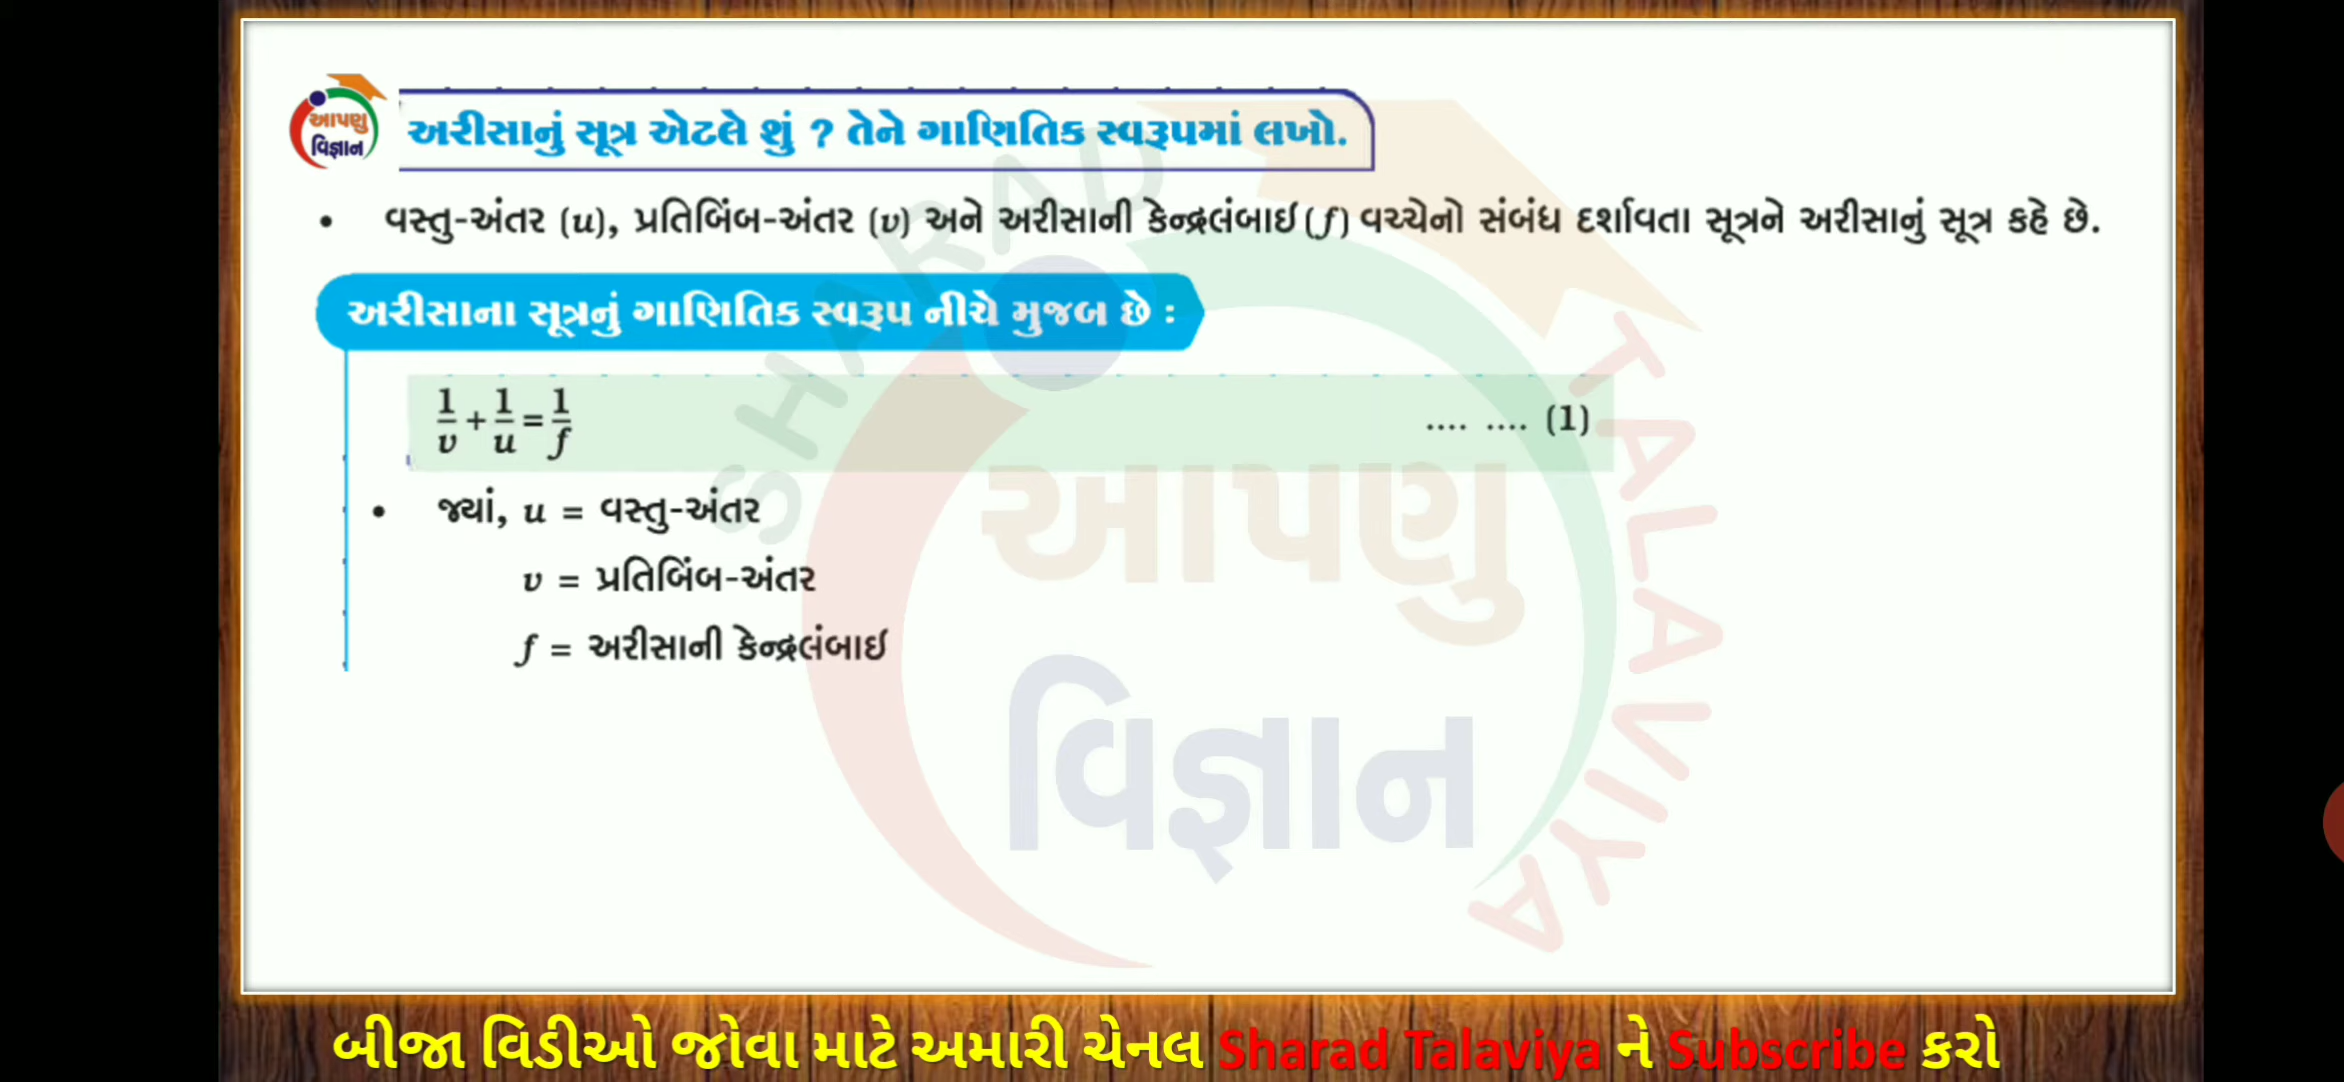 આપણુ
વિજ્ઞાન
અરીસાનું સૂત્ર એટલે શું ? તેને ગાણિતિક સ્વરૂપમાં લખો.
• વસ્તુ-અંતર (u), પ્રતિબિંબ-અંતર (v) અને અરીસાની કેન્દ્રલંબાઈ (f) વચ્ચેનો સંબંધ દર્શાવતા સૂત્રને અરીસાનું સૂત્ર કહે છે.
અરીસાના સૂત્રનું ગાણિતિક સ્વરૂપ નીચે મુજબ છે :
1/v + 1/u = 1/f .... .... (1)
• જ્યાં, u = વસ્તુ-અંતર
v = પ્રતિબિંબ-અંતર
f = અરીસાની કેન્દ્રલંબાઈ
SHARAD TALAVIYA
આપણુ
વિજ્ઞાન
બીજા વિડીઓ જોવા માટે અમારી ચેનલ Sharad Talaviya ને Subscribe કરો